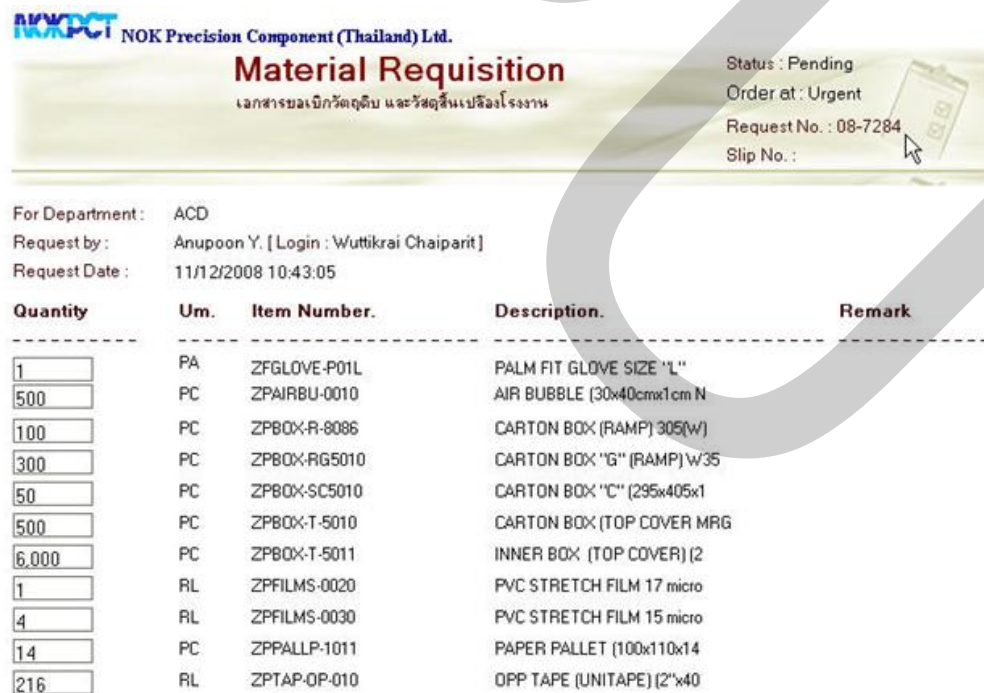 NOKPCT NOK Precision Component (Thailand) Ltd.
Material Requisition
เอกสารขอเบิกวัตถุดิบ และวัสดุสิ้นเปลืองโรงงาน
Status : Pending
Order at : Urgent
Request No. : 08-7284
Slip No. :
For Department : ACD
Request by : Anupoon Y. [ Login : Wuttikrai Chaiparit ]
Request Date : 11/12/2008 10:43:05
Quantity Um. Item Number. Description. Remark
1 PA ZFGLOVE-P01L PALM FIT GLOVE SIZE "L"
500 PC ZPAIRBU-0010 AIR BUBBLE (30x40cmx1cm N
100 PC ZPBOX-R-8086 CARTON BOX (RAMP) 305(W)
300 PC ZPBOX-RG5010 CARTON BOX "G" (RAMP) W35
50 PC ZPBOX-SC5010 CARTON BOX "C" (295x405x1
500 PC ZPBOX-T-5010 CARTON BOX (TOP COVER MRG
6,000 PC ZPBOX-T-5011 INNER BOX (TOP COVER) (2
1 RL ZPFILMS-0020 PVC STRETCH FILM 17 micro
4 RL ZPFILMS-0030 PVC STRETCH FILM 15 micro
14 PC ZPPALLP-1011 PAPER PALLET (100x110x14
216 RL ZPTAP-OP-010 OPP TAPE (UNITAPE) (2"x40